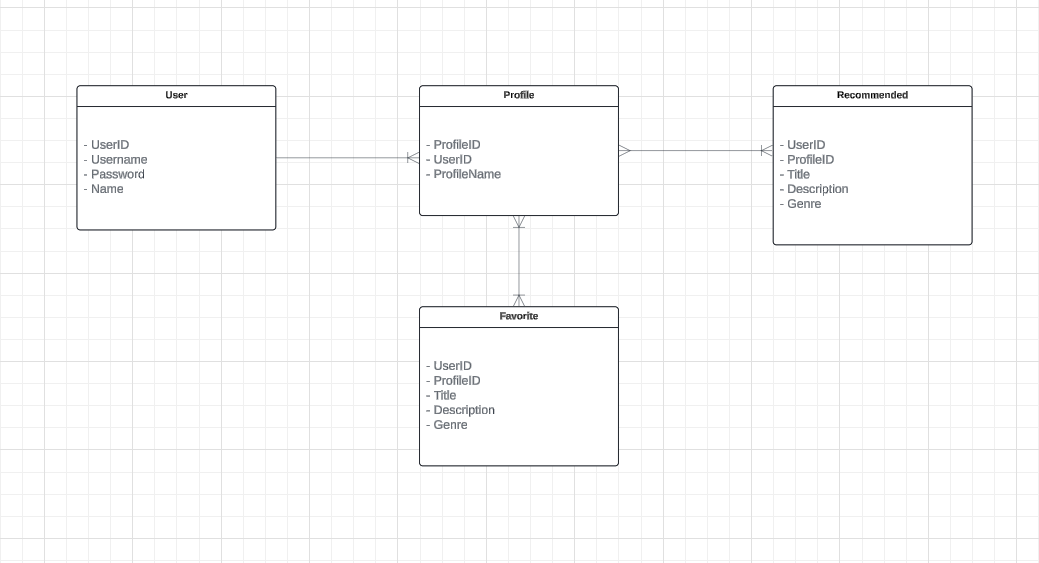 User
- UserID
- Username
- Password
- Name
Profile
- ProfileID
- UserID
- ProfileName
Recommended
- UserID
- ProfileID
- Title
- Description
- Genre
Favorite
- UserID
- ProfileID
- Title
- Description
- Genre